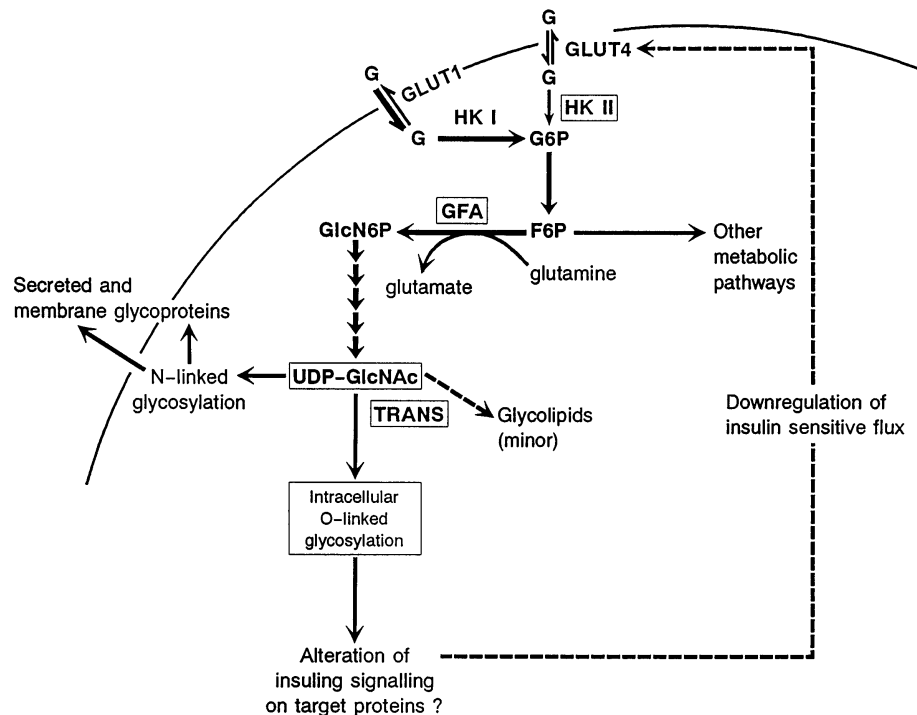 G
GLUT4
G
GLUT1
G
HK II
HK I
G
G6P
GFA
GlcN6P
F6P
Other
metabolic
pathways
glutamate
glutamine
Secreted and
membrane glycoproteins
N-linked
glycosylation
UDP-GlcNAc
TRANS
Glycolipids
(minor)
Downregulation of
insulin sensitive flux
Intracellular
O-linked
glycosylation
Alteration of
insuling signalling
on target proteins ?